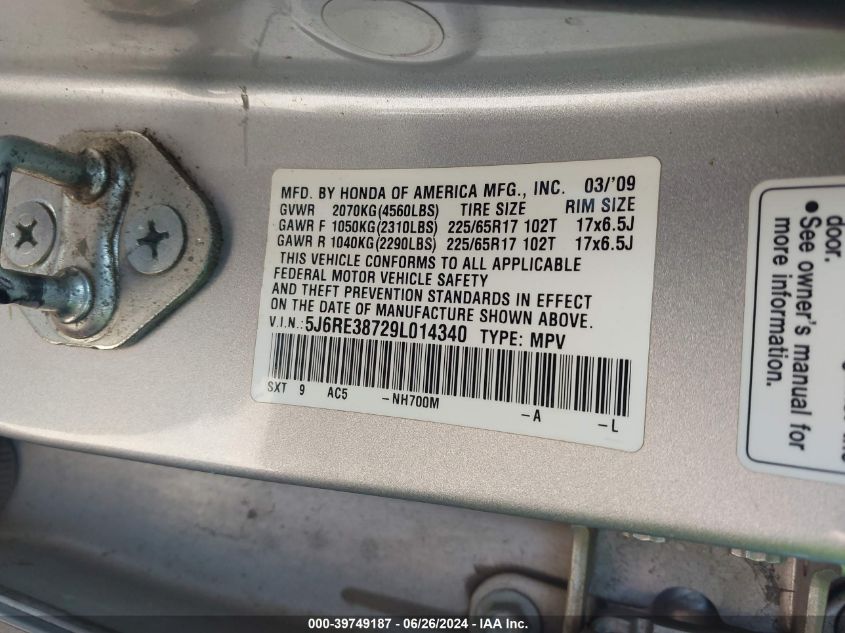 MFD. BY HONDA OF AMERICA MFG., INC. 03/'09
GVWR 2070KG(4560LBS) TIRE SIZE RIM SIZE
GAWR F 1050KG(2310LBS) 225/65R17 102T 17x6.5J
GAWR R 1040KG(2290LBS) 225/65R17 102T 17x6.5J
THIS VEHICLE CONFORMS TO ALL APPLICABLE
FEDERAL MOTOR VEHICLE SAFETY
AND THEFT PREVENTION STANDARDS IN EFFECT
ON THE DATE OF MANUFACTURE SHOWN ABOVE.
V.I.N.: 5J6RE38729L014340 TYPE: MPV
SXT 9 AC5 -NH700M -A -L
door.
• See owner's manual for
more information.
000-39749187 / 06/26/2024 - IAA Inc.